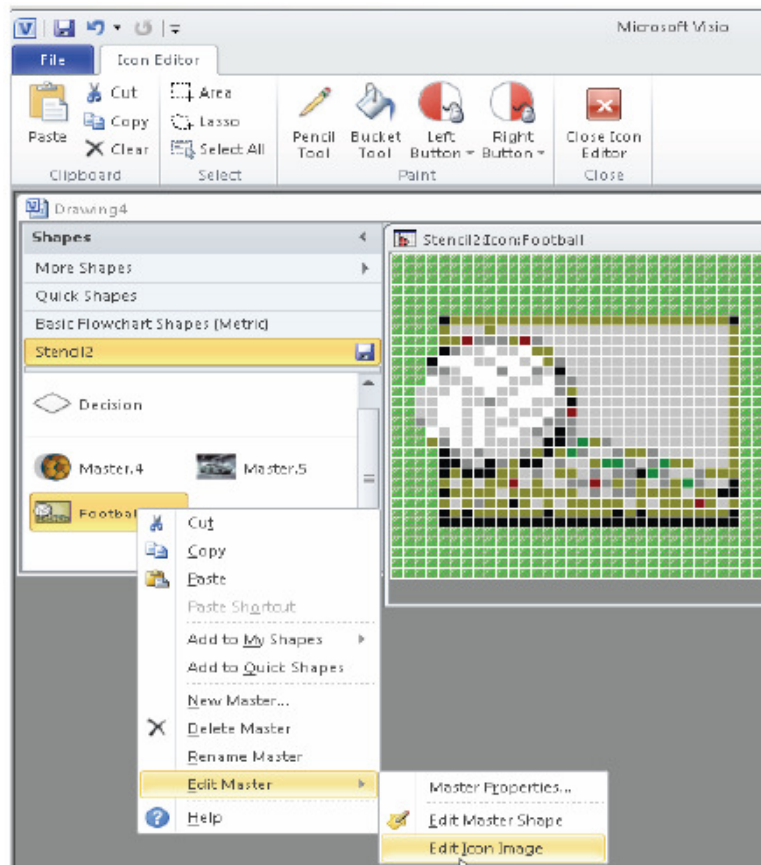 Microsoft Visio
File Icon Editor
Paste
Cut
Copy
Clear
Clipboard
Area
Lasso
Select All
Select
Pencil Tool
Bucket Tool
Left Button
Right Button
Paint
Close Icon Editor
Close
Drawing4
Shapes
More Shapes
Quick Shapes
Basic Flowchart Shapes (Metric)
Stencil2
Decision
Master.4 Master.5
Footbal
Stencil2:Icon:Football
Cut
Copy
Paste
Paste Shortcut
Add to My Shapes
Add to Quick Shapes
New Master...
Delete Master
Rename Master
Edit Master
Help
Master Properties...
Edit Master Shape
Edit Icon Image